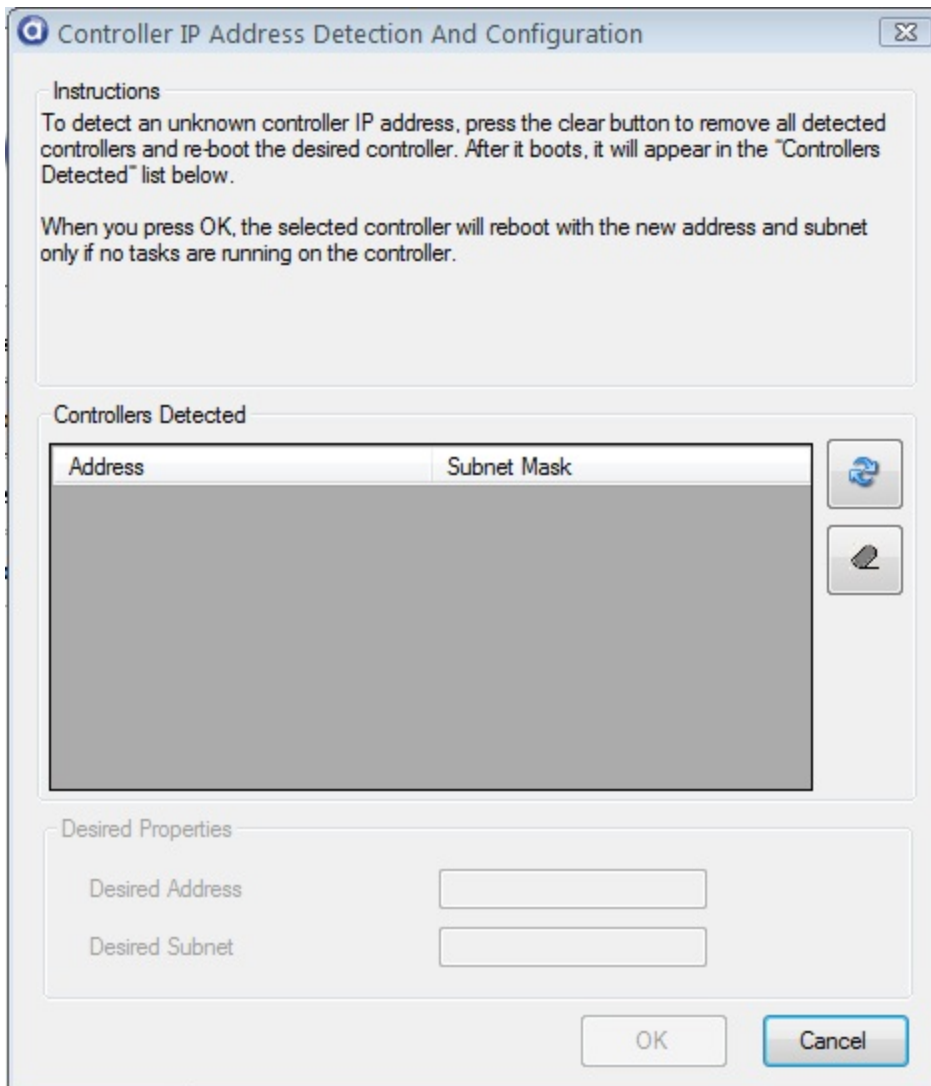 Controller IP Address Detection And Configuration
Instructions
To detect an unknown controller IP address, press the clear button to remove all detected
controllers and re-boot the desired controller. After it boots, it will appear in the "Controllers
Detected" list below.
When you press OK, the selected controller will reboot with the new address and subnet
only if no tasks are running on the controller.
Controllers Detected
Address Subnet Mask
Desired Properties
Desired Address
Desired Subnet
OK Cancel